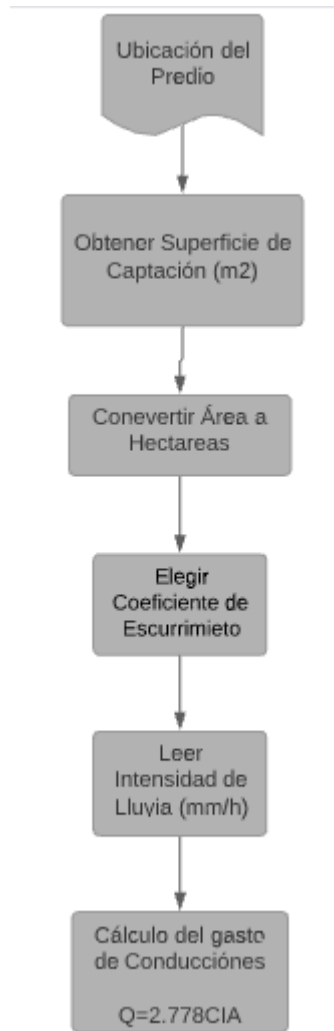 Ubicación del
Predio
Obtener Superficie de
Captación (m2)
Conevertir Área a
Hectareas
Elegir
Coeficiente de
Escurrimieto
Leer
Intensidad de
Lluvia (mm/h)
Cálculo del gasto
de Conducciónes
Q=2.778CIA